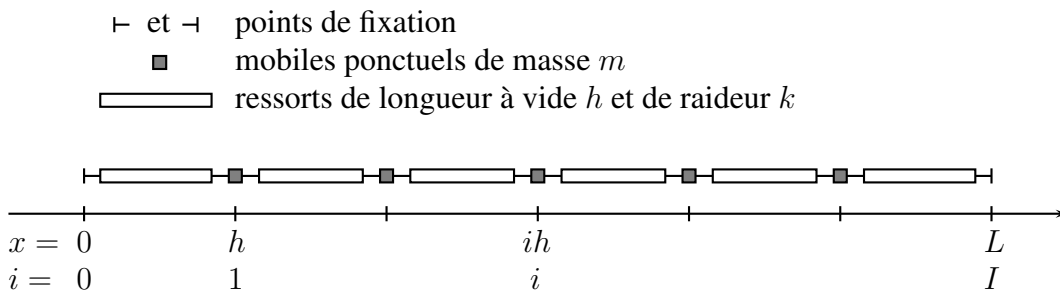 et points de fixation
mobiles ponctuels de masse m
ressorts de longueur à vide h et de raideur k
x = 0 h ih L
i = 0 1 i I